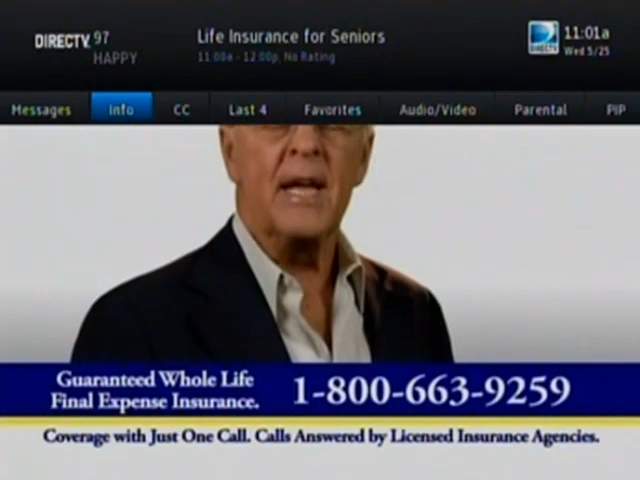 DIRECTV 97
HAPPY
Life Insurance for Seniors
11:00a - 12:00p, No Rating
DIRECTV
11:01a
Wed 5/25
Messages Info CC Last 4 Favorites Audio/Video Parental PIP
Guaranteed Whole Life
Final Expense Insurance.
1-800-663-9259
Coverage with Just One Call. Calls Answered by Licensed Insurance Agencies.